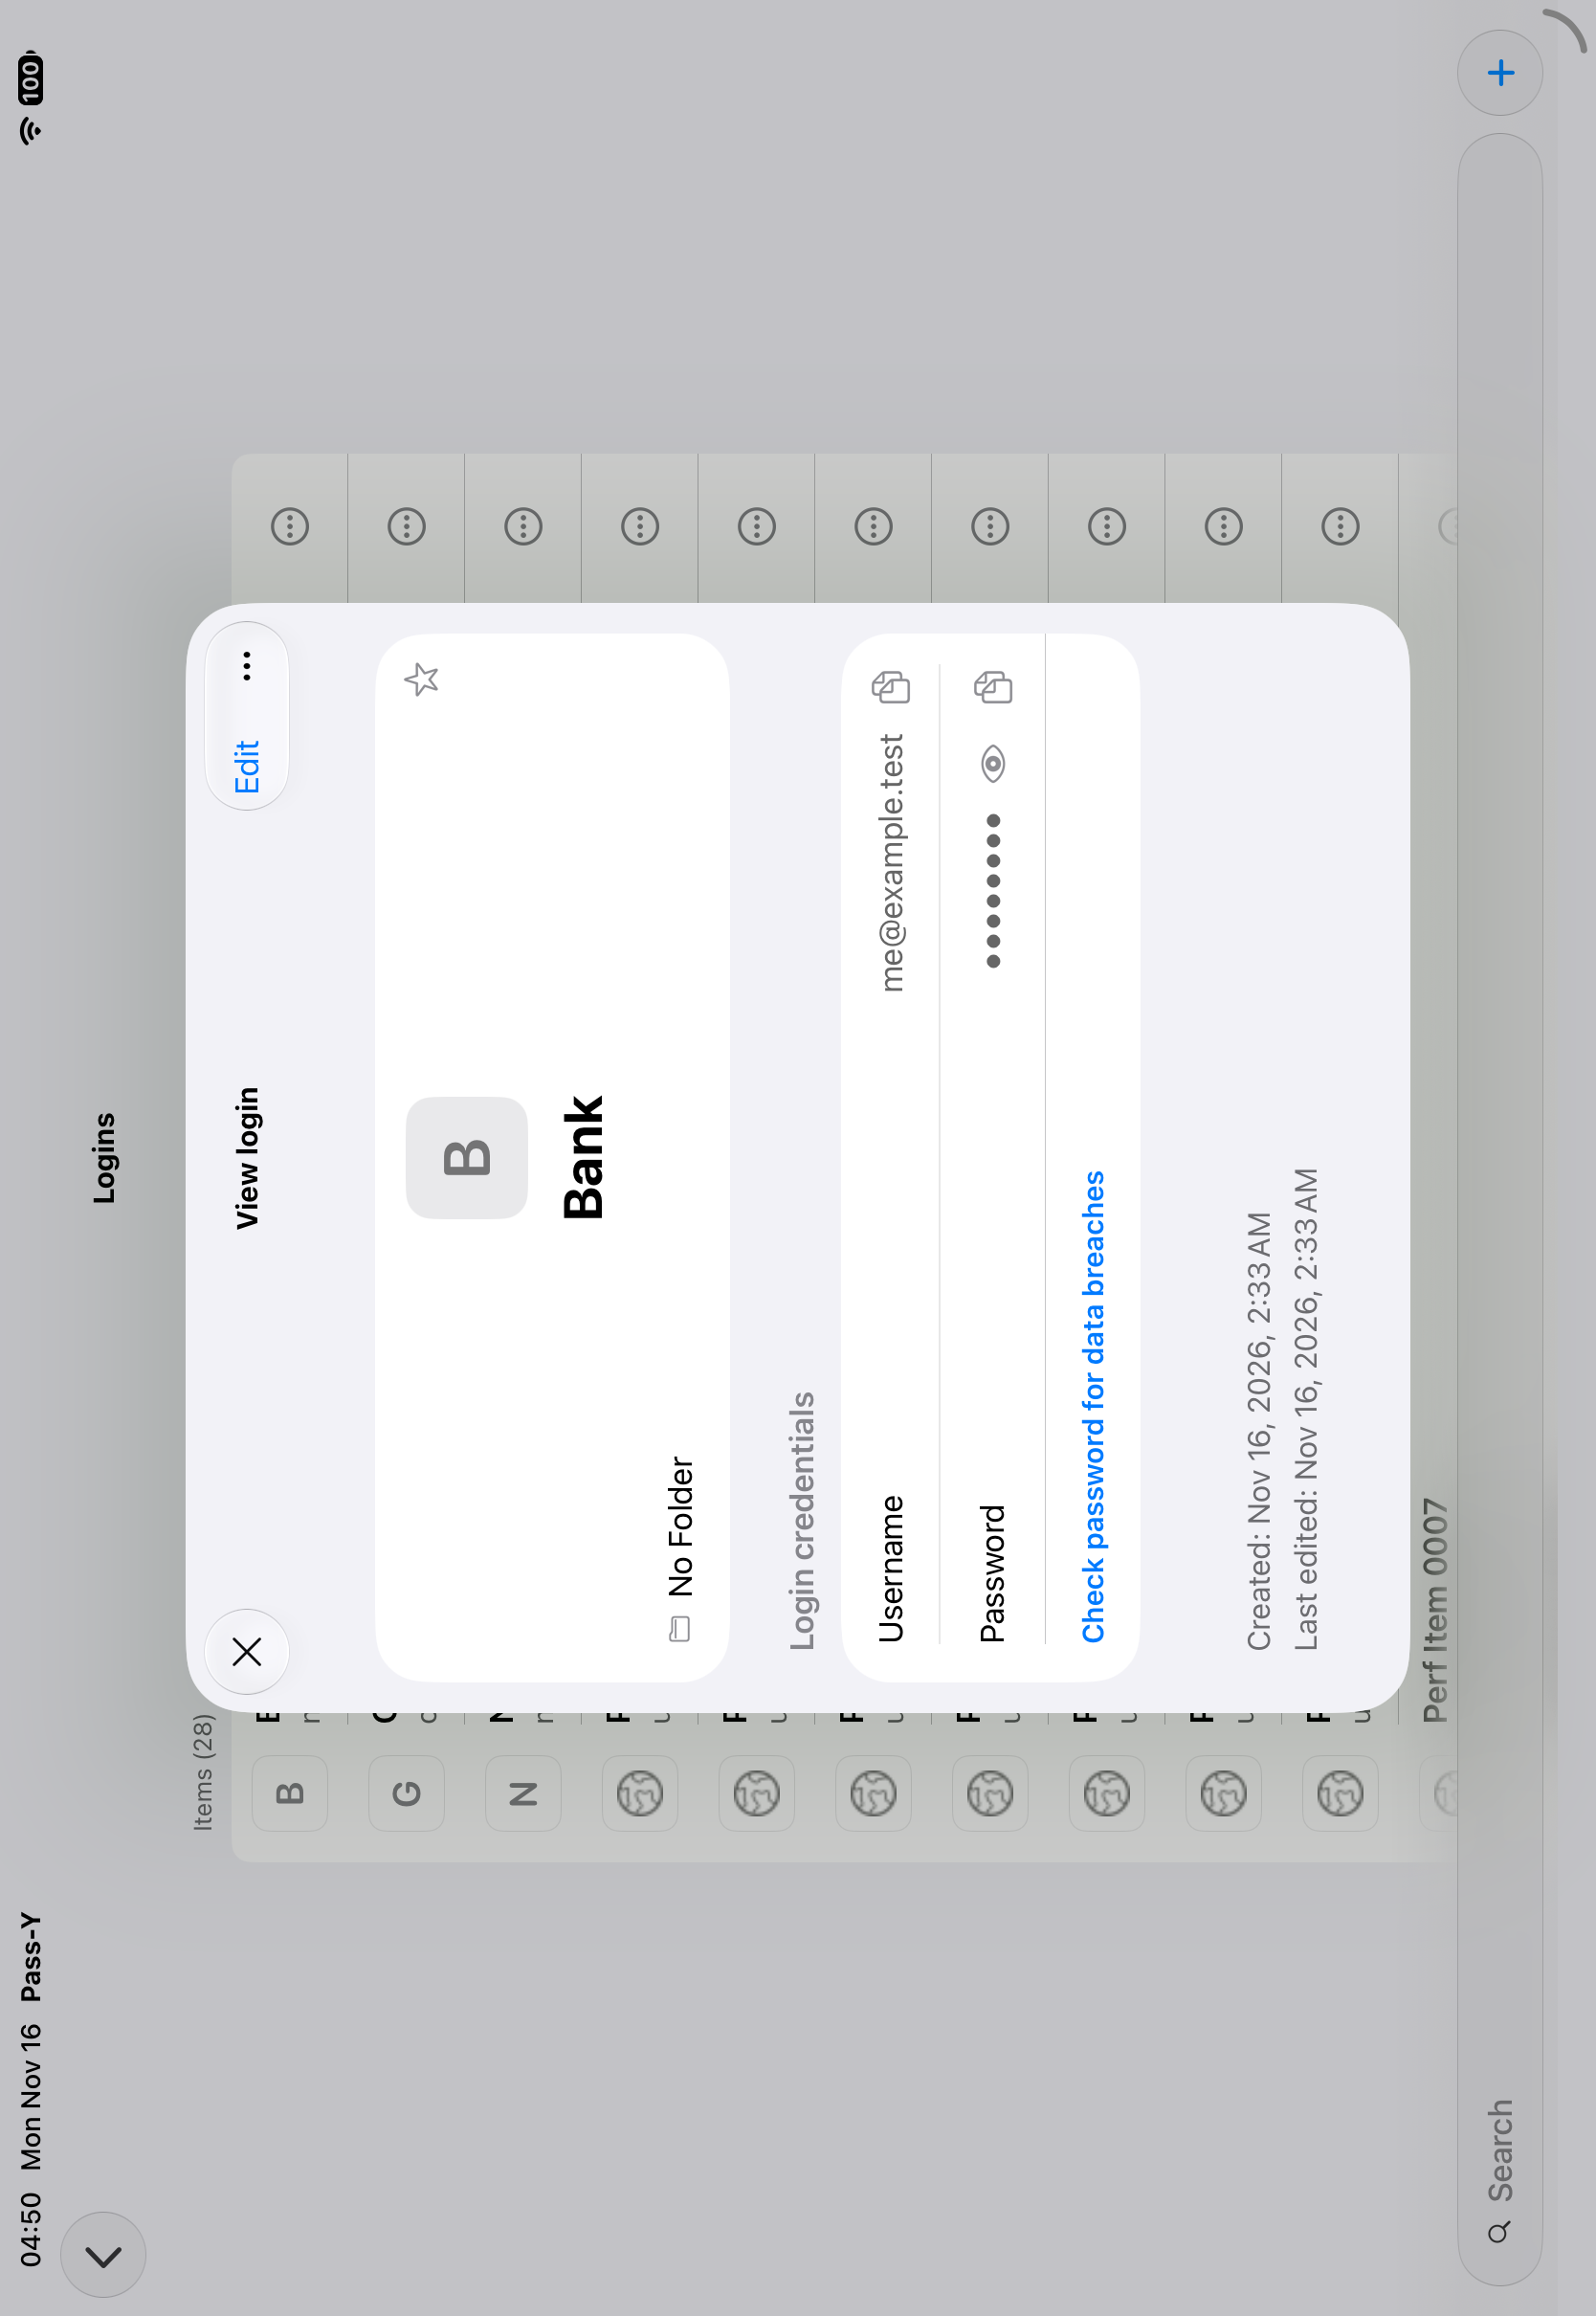 04:50 Mon Nov 16 Pass-Y
100
Logins
Items (28)
B
G
N
Perf Item 0007
Search
View login
Edit
B
Bank
No Folder
Login credentials
Username me@example.test
Password
Check password for data breaches
Created: Nov 16, 2026, 2:33 AM
Last edited: Nov 16, 2026, 2:33 AM